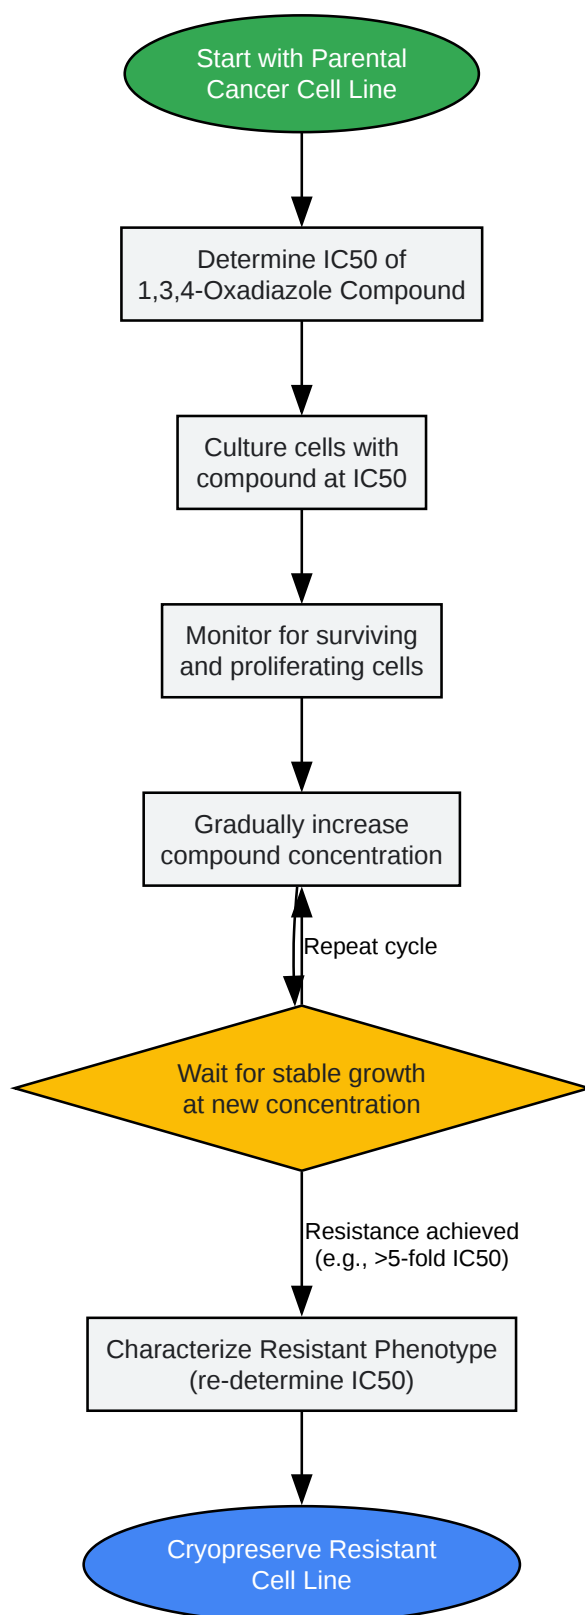 Start with Parental
Cancer Cell Line
Determine IC50 of
1,3,4-Oxadiazole Compound
Culture cells with
compound at IC50
Monitor for surviving
and proliferating cells
Gradually increase
compound concentration
Repeat cycle
Wait for stable growth
at new concentration
Resistance achieved
(e.g., >5-fold IC50)
Characterize Resistant Phenotype
(re-determine IC50)
Cryopreserve Resistant
Cell Line